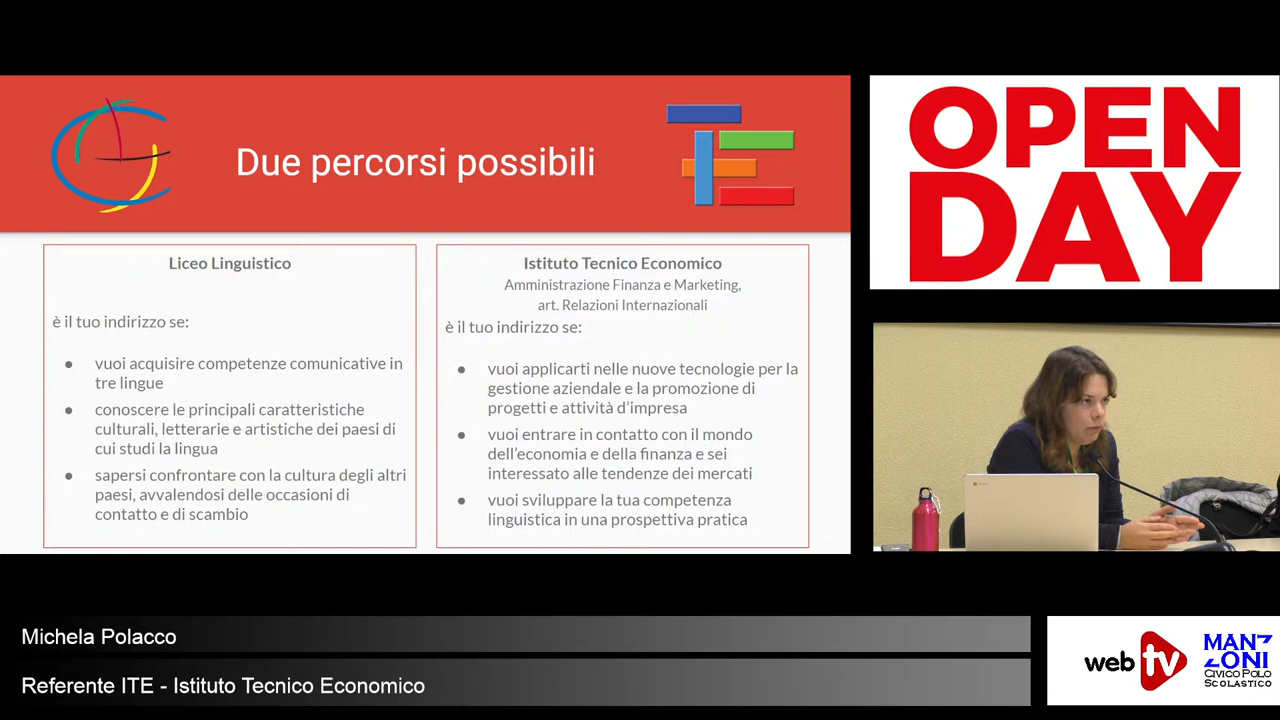 Due percorsi possibili
Liceo Linguistico
è il tuo indirizzo se:
● vuoi acquisire competenze comunicative in
tre lingue
● conoscere le principali caratteristiche
culturali, letterarie e artistiche dei paesi di
cui studi la lingua
● sapersi confrontare con la cultura degli altri
paesi, avvalendosi delle occasioni di
contatto e di scambio
Istituto Tecnico Economico
Amministrazione Finanza e Marketing,
art. Relazioni Internazionali
è il tuo indirizzo se:
● vuoi applicarti nelle nuove tecnologie per la
gestione aziendale e la promozione di
progetti e attività d'impresa
● vuoi entrare in contatto con il mondo
dell'economia e della finanza e sei
interessato alle tendenze dei mercati
● vuoi sviluppare la tua competenza
linguistica in una prospettiva pratica
OPEN
DAY
Michela Polacco
Referente ITE - Istituto Tecnico Economico
web tv
MANZ
ZONI
CIVICO POLO
SCOLASTICO